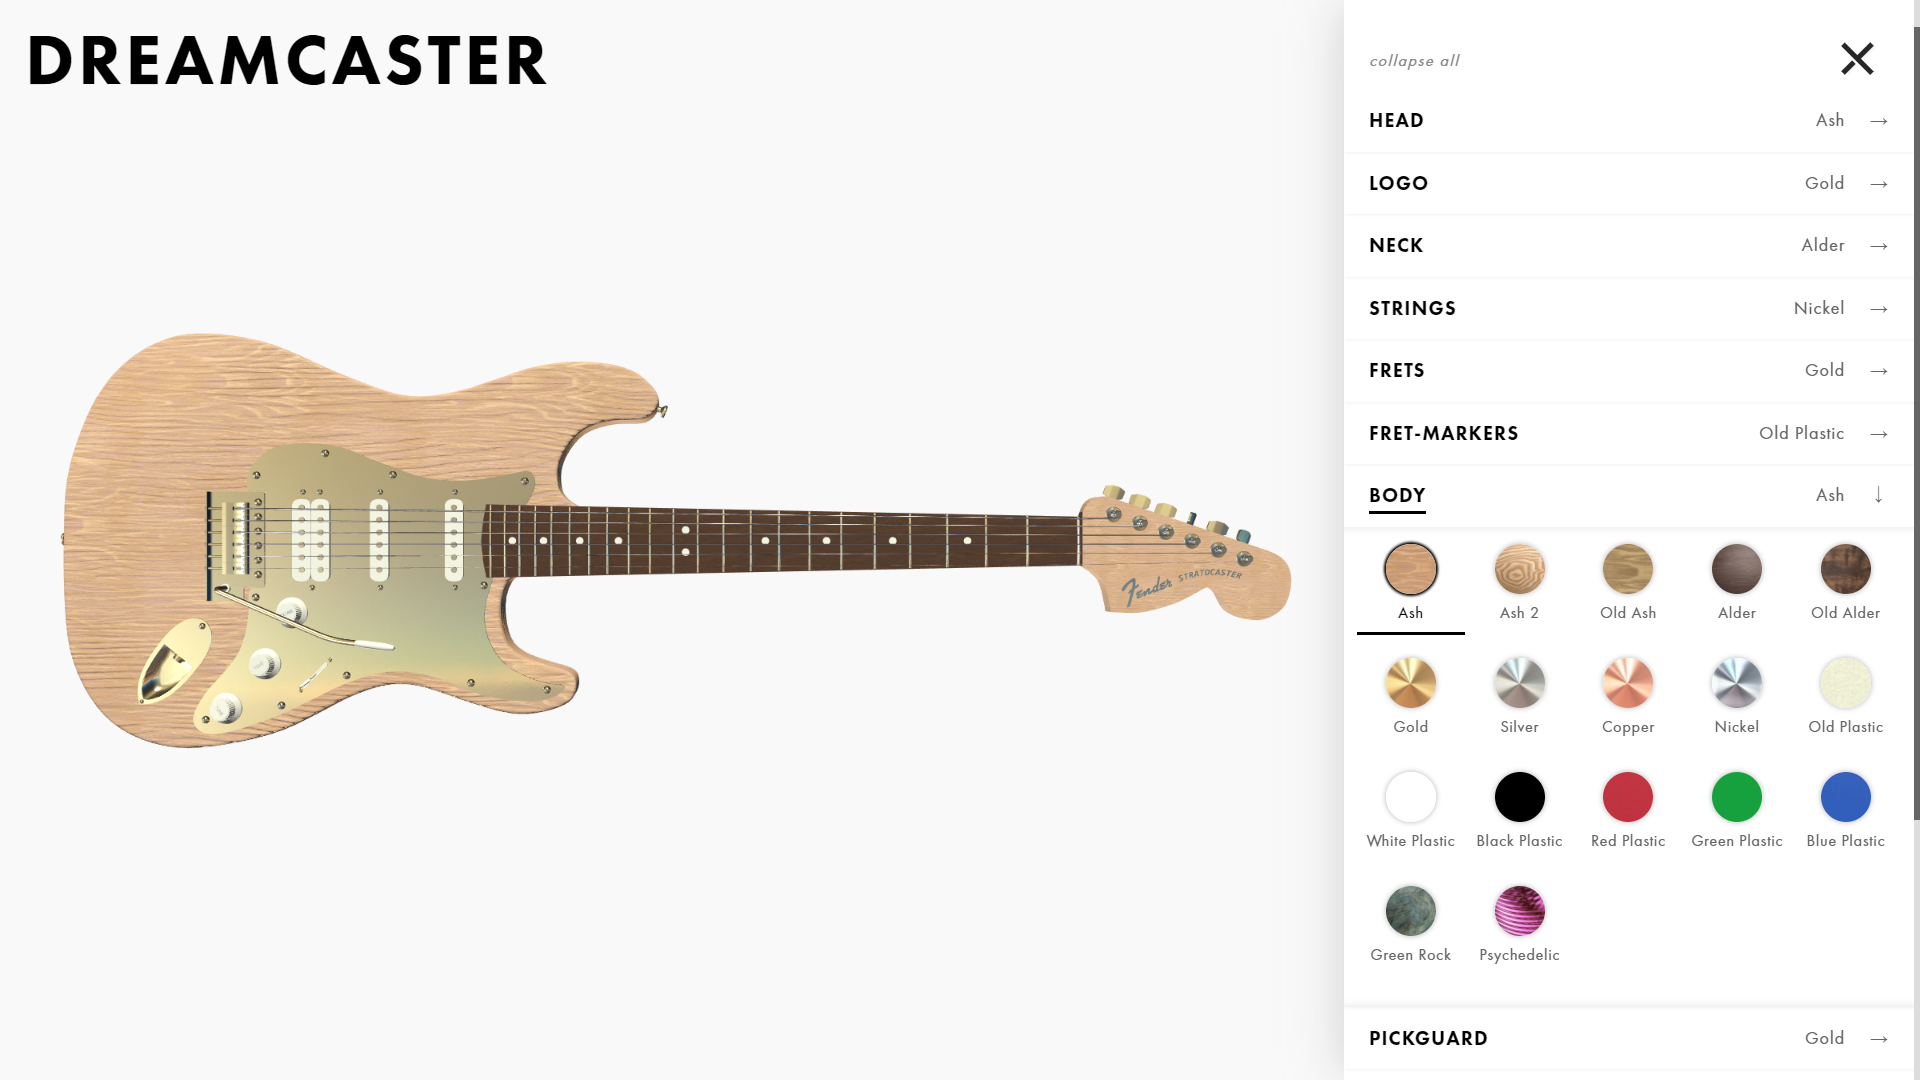 DREAMCASTER
collapse all
HEAD Ash →
LOGO Gold →
NECK Alder →
STRINGS Nickel →
FRETS Gold →
FRET-MARKERS Old Plastic →
BODY Ash ↓
Ash Ash 2 Old Ash Alder Old Alder
Gold Silver Copper Nickel Old Plastic
White Plastic Black Plastic Red Plastic Green Plastic Blue Plastic
Green Rock Psychedelic
PICKGUARD Gold →
Fender STRATOCASTER